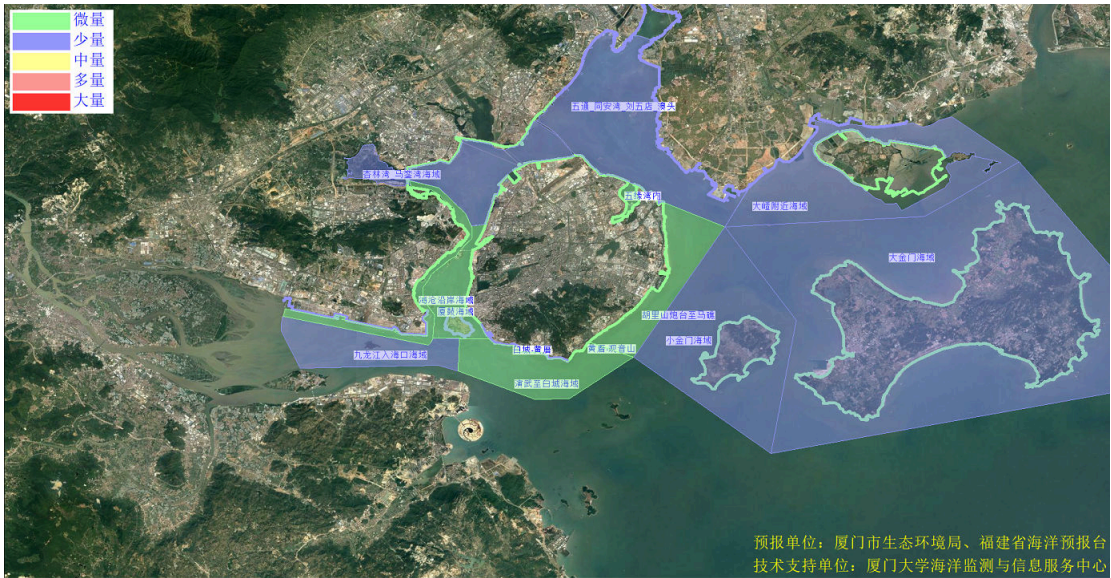 微量
少量
中量
多量
大量
五通_同安湾_刘五店_澳头
杏林湾_马銮湾海域
五缘湾内
大嶝附近海域
大金门海域
海沧沿岸海域
厦鼓海域
胡里山炮台至马銮
小金门海域
九龙江入海口海域
白城_黄厝
黄厝_观音山
演武至白城海域
预报单位：厦门市生态环境局、福建省海洋预报台
技术支持单位：厦门大学海洋监测与信息服务中心